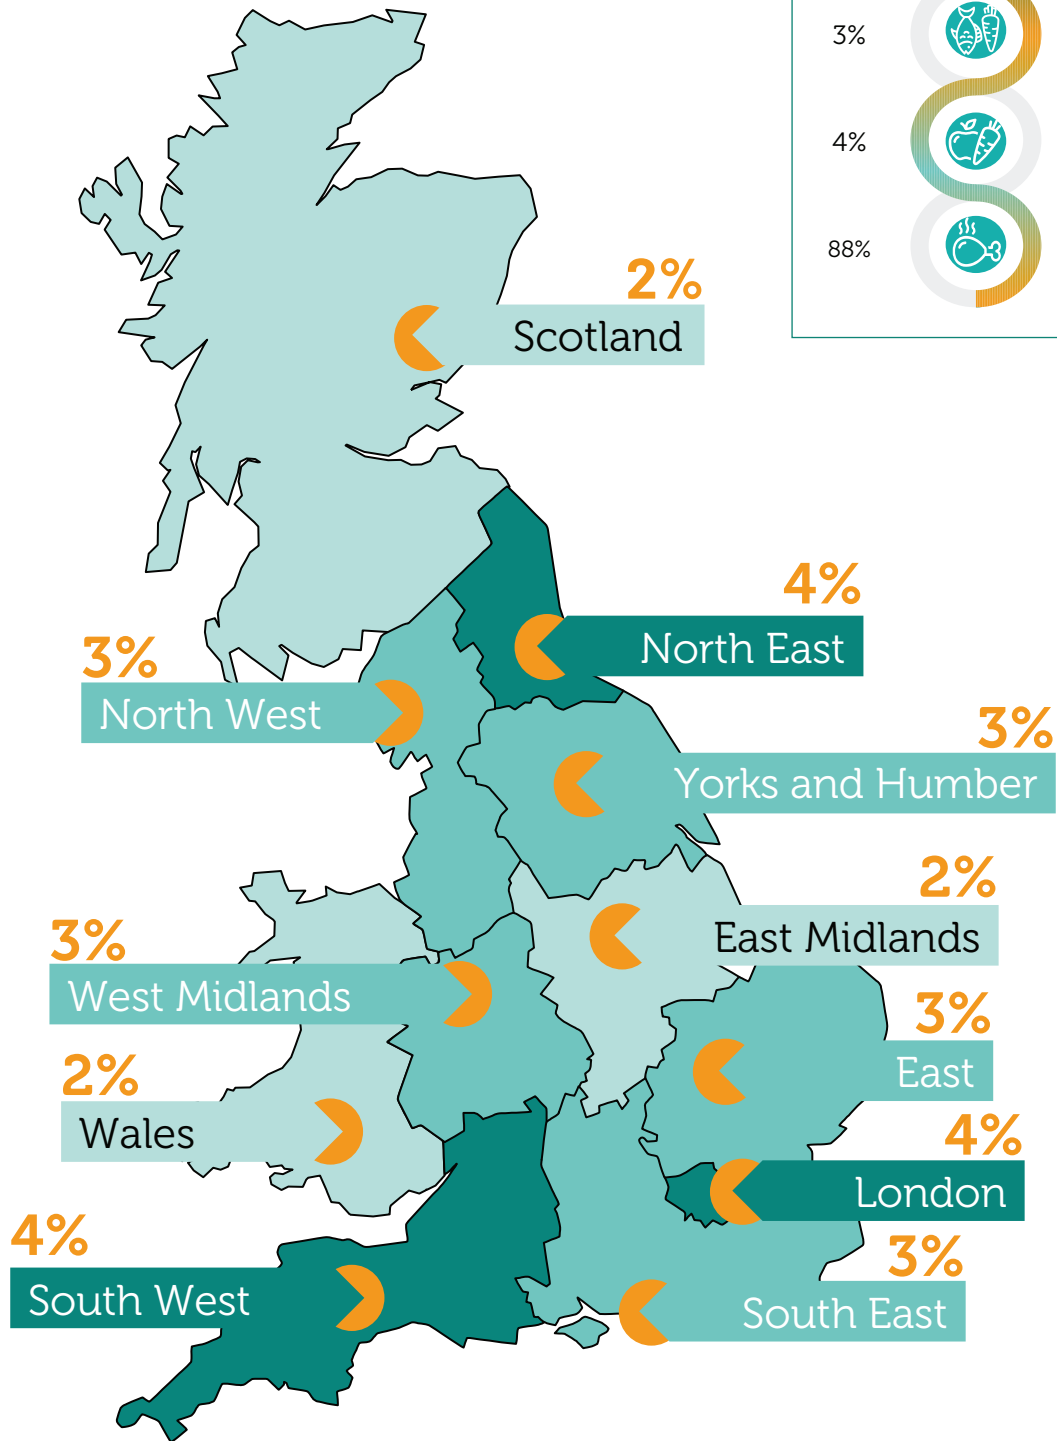 3%
4%
88%
2%
Scotland
4%
North East
3%
North West
3%
Yorks and Humber
2%
East Midlands
3%
West Midlands
3%
East
2%
Wales
4%
London
4%
South West
3%
South East